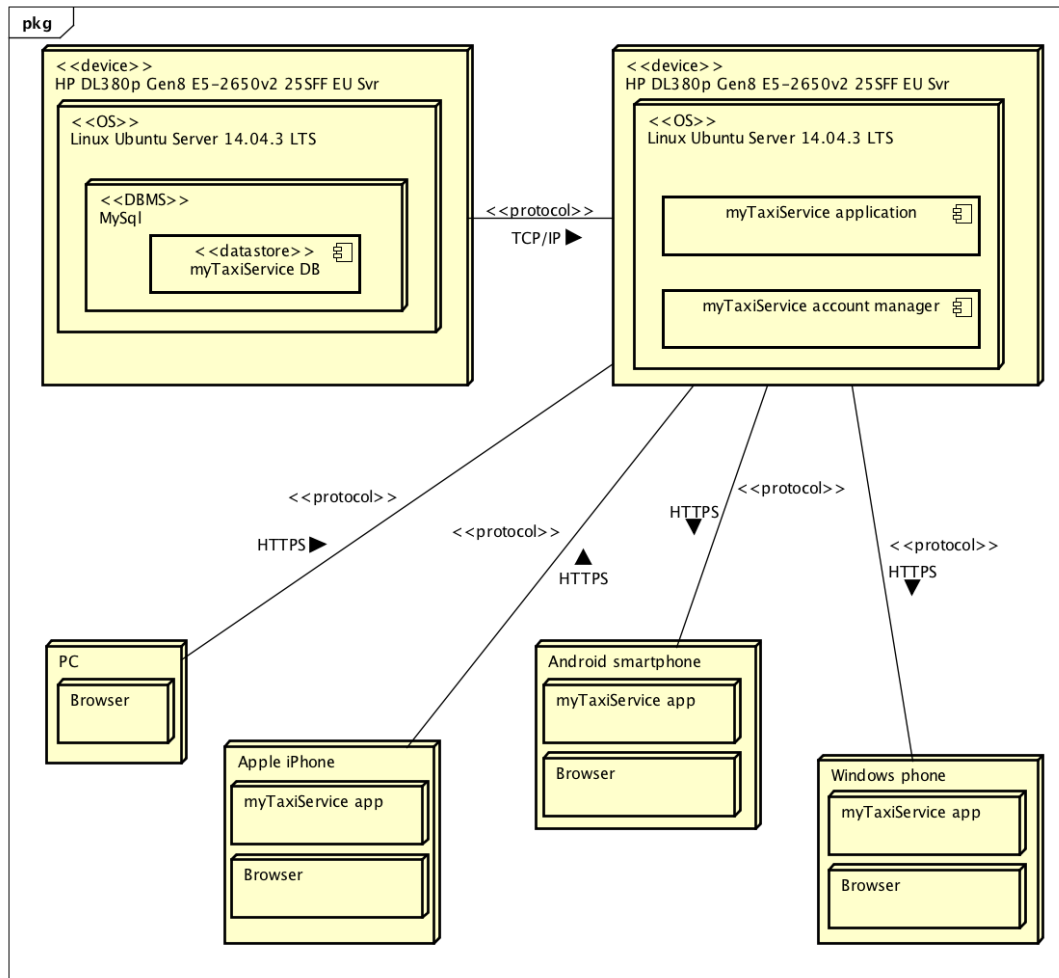 pkg
<<device>>
HP DL380p Gen8 E5-2650v2 25SFF EU Svr
<<OS>>
Linux Ubuntu Server 14.04.3 LTS
<<DBMS>>
MySql
<<datastore>>
myTaxiService DB
<<protocol>>
TCP/IP ▶
<<device>>
HP DL380p Gen8 E5-2650v2 25SFF EU Svr
<<OS>>
Linux Ubuntu Server 14.04.3 LTS
myTaxiService application
myTaxiService account manager
<<protocol>>
HTTPS ▶
<<protocol>>
▲
HTTPS
<<protocol>>
HTTPS
▼
<<protocol>>
HTTPS
▼
PC
Browser
Apple iPhone
myTaxiService app
Browser
Android smartphone
myTaxiService app
Browser
Windows phone
myTaxiService app
Browser